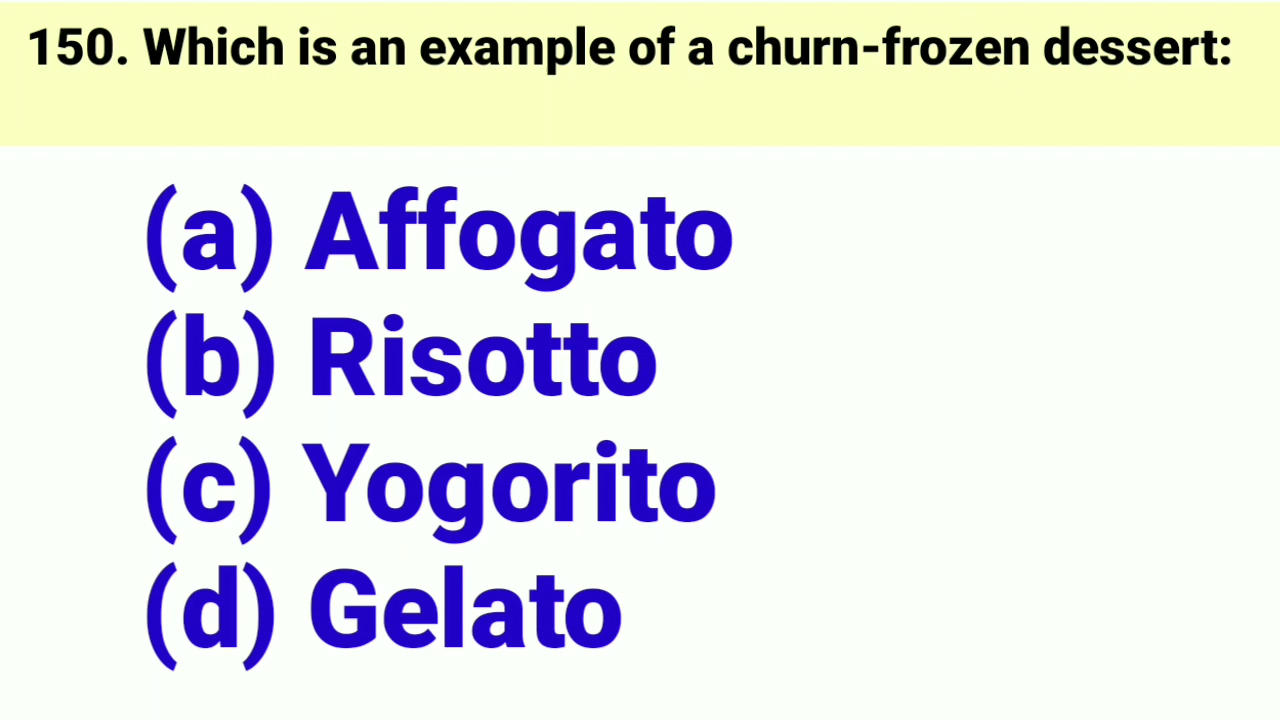 150. Which is an example of a churn-frozen dessert:
(a) Affogato
(b) Risotto
(c) Yogorito
(d) Gelato